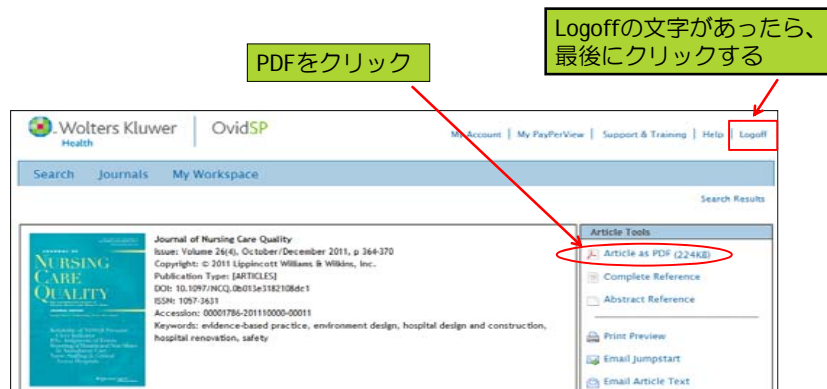 Logoffの文字があったら、
最後にクリックする
PDFをクリック
Wolters Kluwer
Health
OvidSP
My Account | My PayPerView | Support & Training | Help | Logoff
Search Journals My Workspace
Search Results
Journal of Nursing Care Quality
Issue: Volume 26(4), October/December 2011, p 364-370
Copyright: © 2011 Lippincott Williams & Wilkins, Inc.
Publication Type: [ARTICLES]
DOI: 10.1097/NCQ.0b013e3182108dc1
ISSN: 1057-3631
Accession: 00001786-201110000-00011
Keywords: evidence-based practice, environment design, hospital design and construction,
hospital renovation, safety
NURSING
CARE
QUALITY
Article Tools
Article as PDF (224KB)
Complete Reference
Abstract Reference
Print Preview
Email Jumpstart
Email Article Text